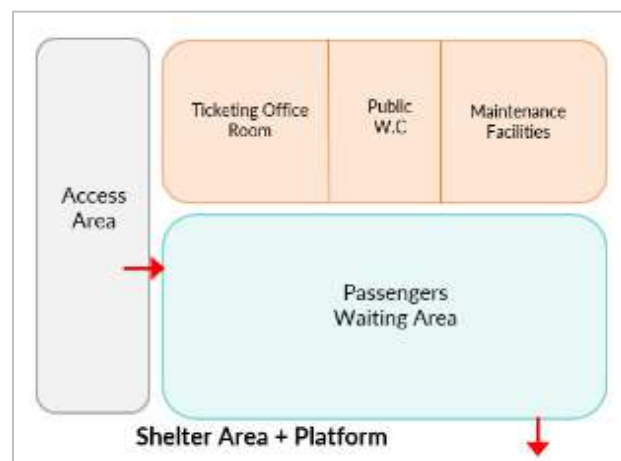 Ticketing Office
Room
Public
W.C
Maintenance
Facilities
Access
Area
Passengers
Waiting Area
Shelter Area + Platform